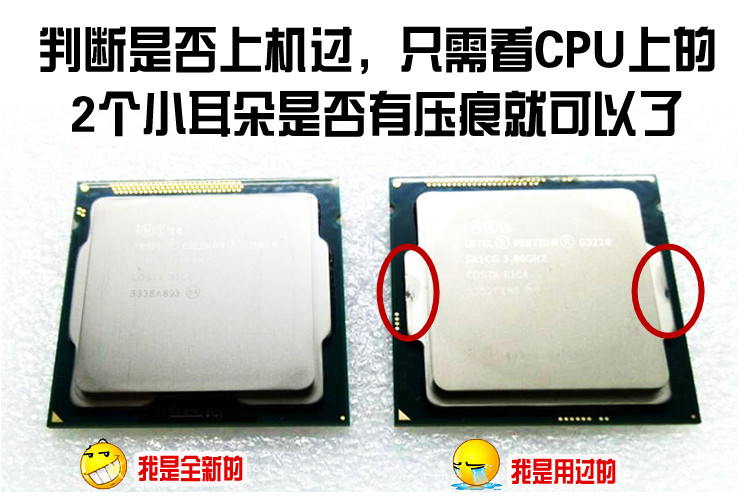 判断是否上机过，只需看CPU上的
2个小耳朵是否有压痕就可以了
INTEL® PENTIUM® G3220
SR1CG 3.00GHZ
COSTA RICA
我是全新的
我是用过的